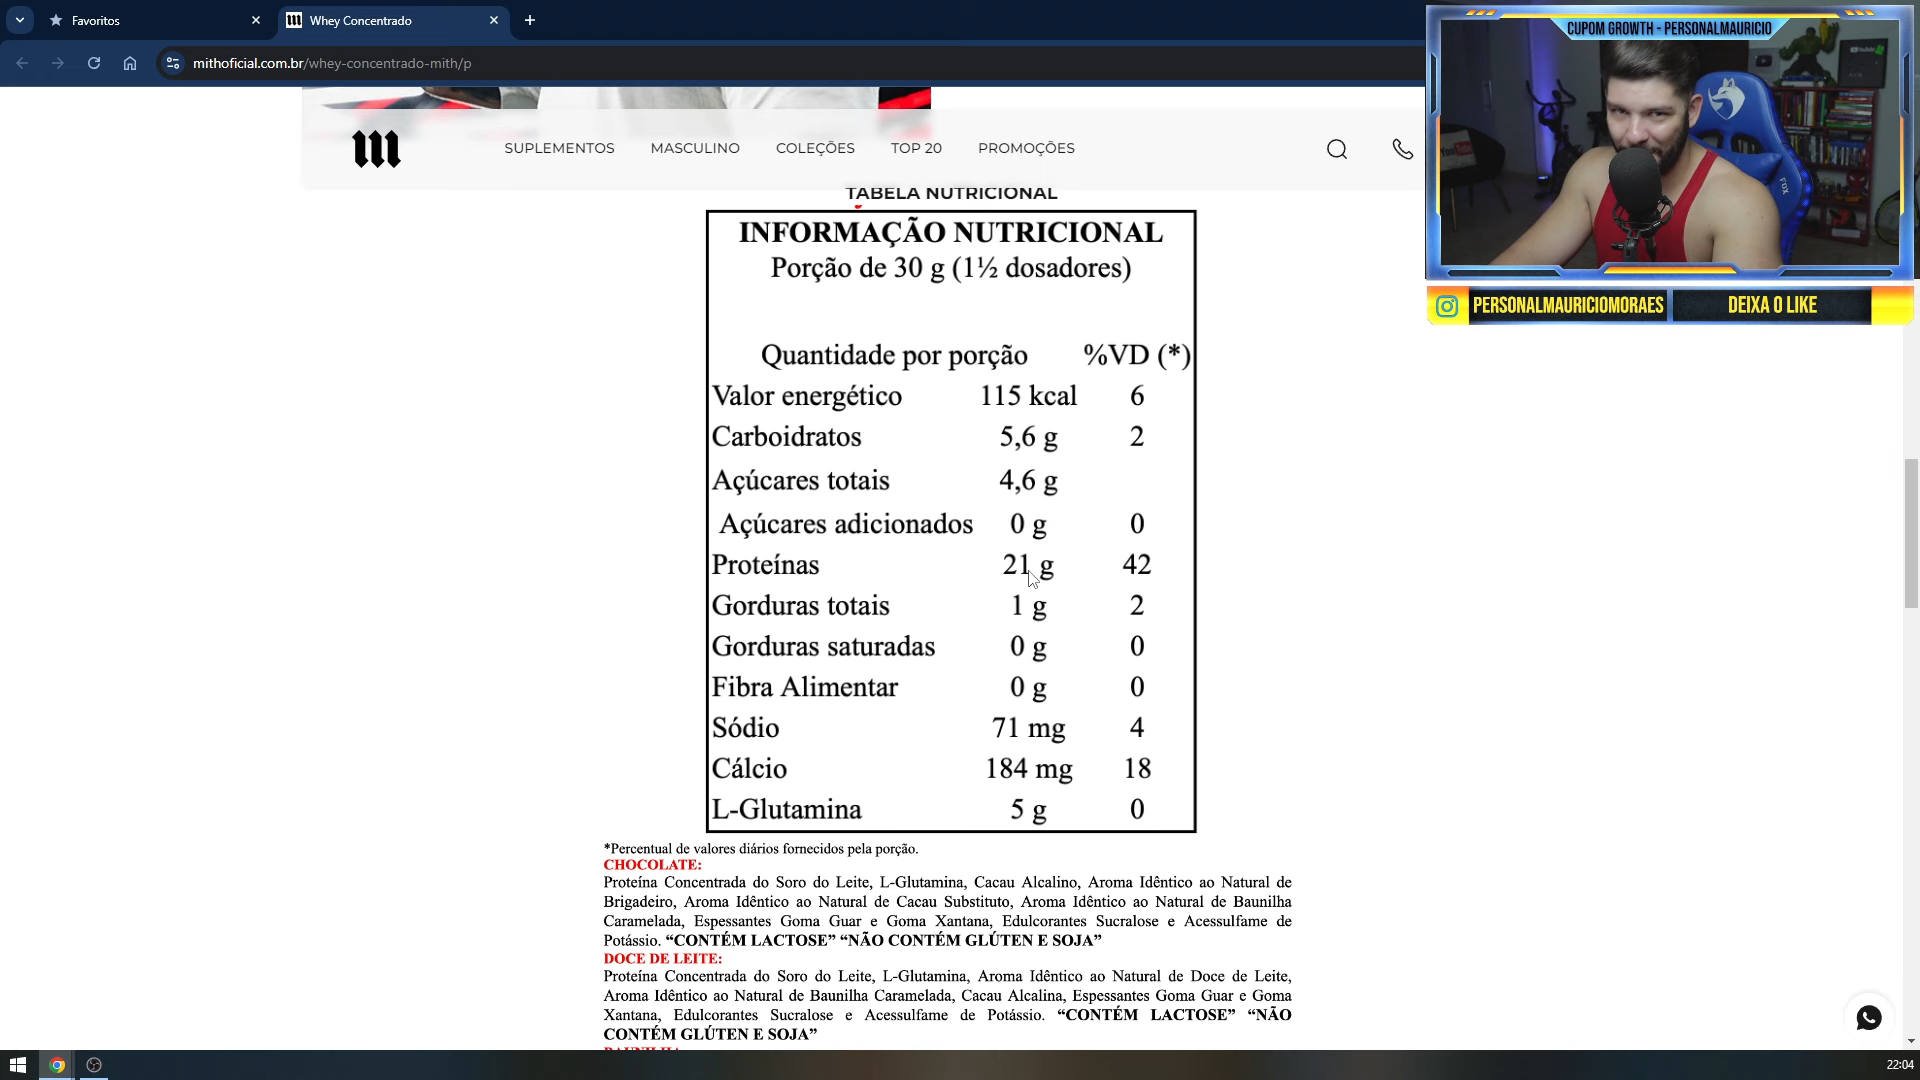 Favoritos
Whey Concentrado
mithoficial.com.br/whey-concentrado-mith/p
CUPOM GROWTH - PERSONALMAURICIO
SUPLEMENTOS MASCULINO COLEÇÕES TOP 20 PROMOÇÕES
PERSONALMAURICIOMORAES DEIXA O LIKE
TABELA NUTRICIONAL
INFORMAÇÃO NUTRICIONAL
Porção de 30 g (1½ dosadores)
Quantidade por porção %VD (*)
Valor energético 115 kcal 6
Carboidratos 5,6 g 2
Açúcares totais 4,6 g
Açúcares adicionados 0 g 0
Proteínas 21 g 42
Gorduras totais 1 g 2
Gorduras saturadas 0 g 0
Fibra Alimentar 0 g 0
Sódio 71 mg 4
Cálcio 184 mg 18
L-Glutamina 5 g 0
*Percentual de valores diários fornecidos pela porção.
CHOCOLATE:
Proteína Concentrada do Soro do Leite, L-Glutamina, Cacau Alcalino, Aroma Idêntico ao Natural de
Brigadeiro, Aroma Idêntico ao Natural de Cacau Substituto, Aroma Idêntico ao Natural de Baunilha
Caramelada, Espessantes Goma Guar e Goma Xantana, Edulcorantes Sucralose e Acessulfame de
Potássio. “CONTÉM LACTOSE” “NÃO CONTÉM GLÚTEN E SOJA”
DOCE DE LEITE:
Proteína Concentrada do Soro do Leite, L-Glutamina, Aroma Idêntico ao Natural de Doce de Leite,
Aroma Idêntico ao Natural de Baunilha Caramelada, Cacau Alcalina, Espessantes Goma Guar e Goma
Xantana, Edulcorantes Sucralose e Acessulfame de Potássio. “CONTÉM LACTOSE” “NÃO
CONTÉM GLÚTEN E SOJA”
22:04